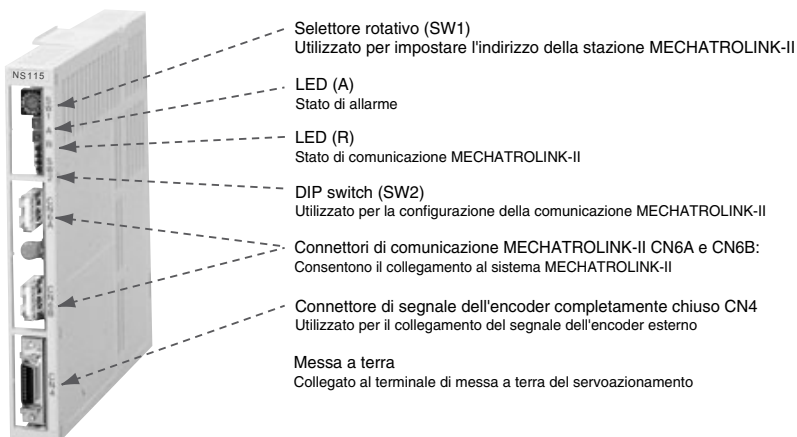 Selettore rotativo (SW1)
Utilizzato per impostare l'indirizzo della stazione MECHATROLINK-II
NS115
LED (A)
Stato di allarme
LED (R)
Stato di comunicazione MECHATROLINK-II
DIP switch (SW2)
Utilizzato per la configurazione della comunicazione MECHATROLINK-II
Connettori di comunicazione MECHATROLINK-II CN6A e CN6B:
Consentono il collegamento al sistema MECHATROLINK-II
Connettore di segnale dell'encoder completamente chiuso CN4
Utilizzato per il collegamento del segnale dell'encoder esterno
Messa a terra
Collegato al terminale di messa a terra del servoazionamento